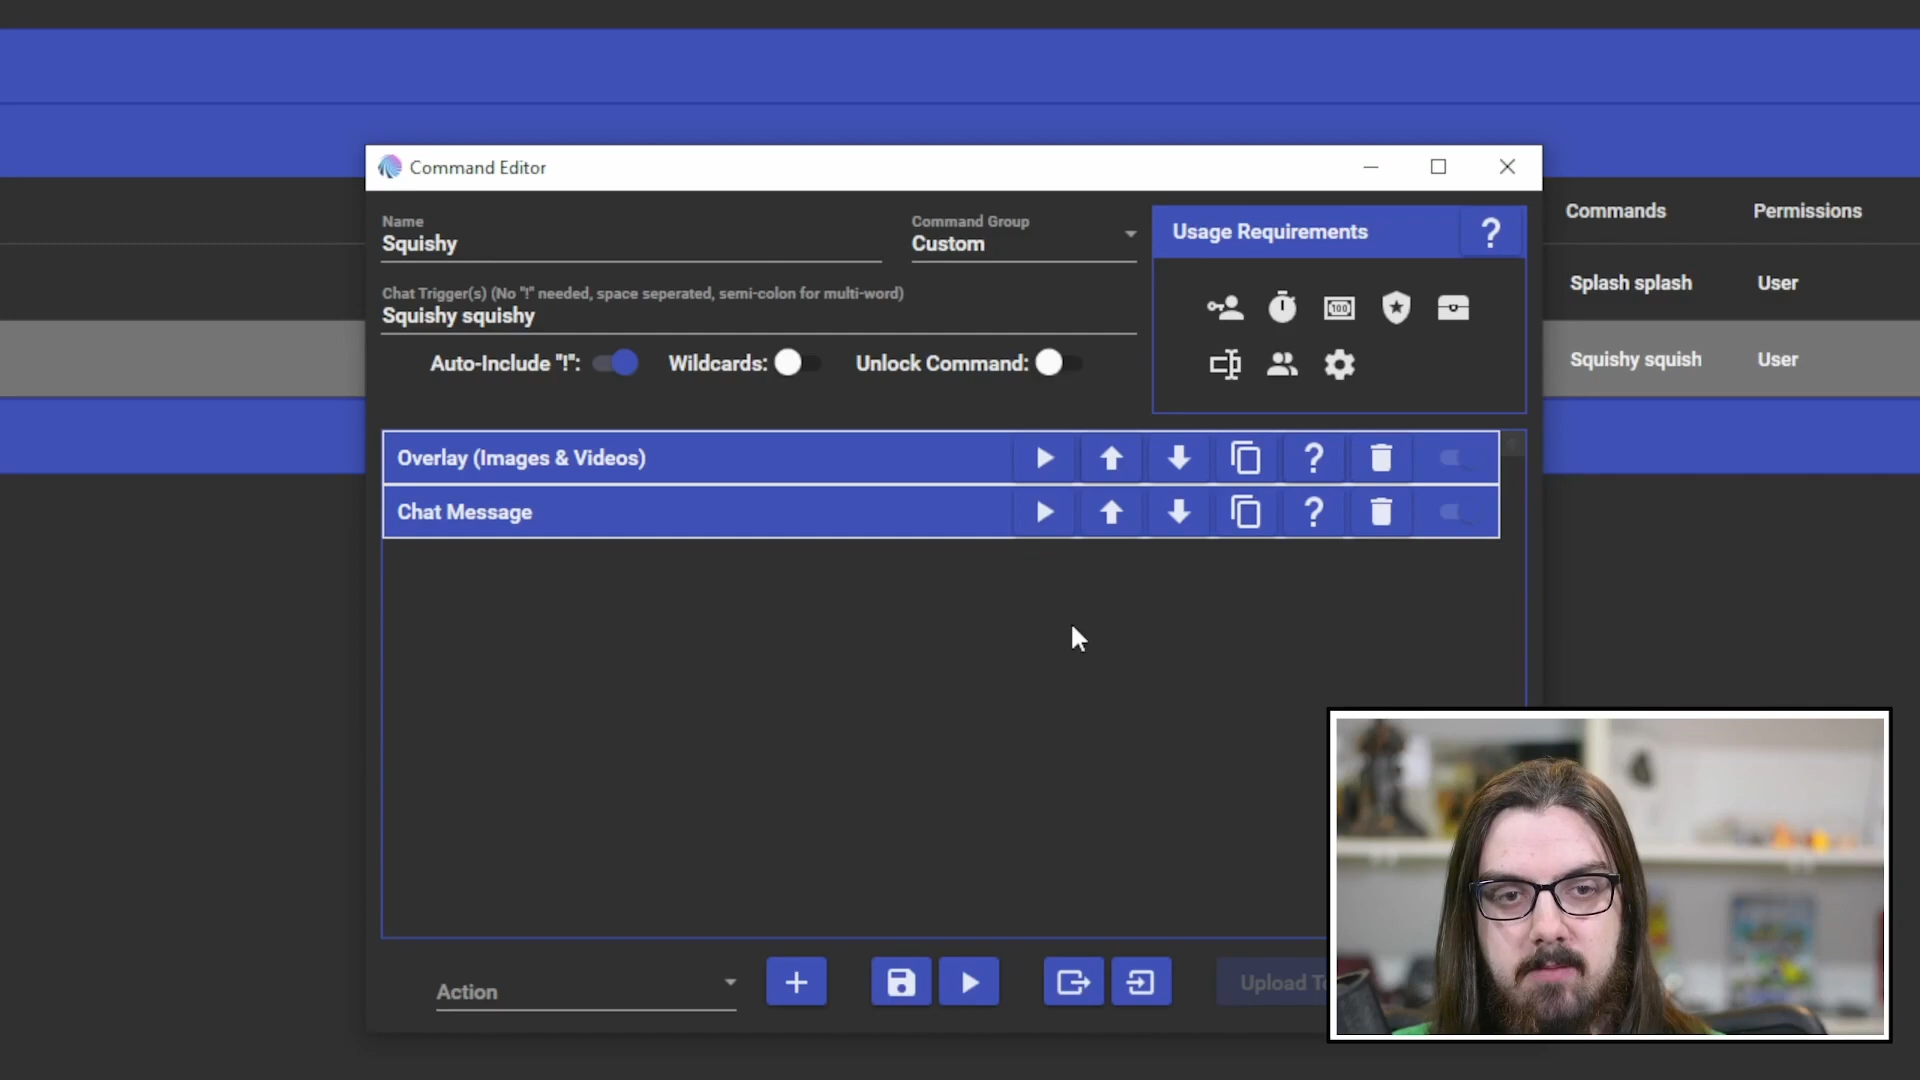 Command Editor
Name
Squishy
Command Group
Custom
Usage Requirements
?
Commands
Permissions
Chat Trigger(s) (No "!" needed, space seperated, semi-colon for multi-word)
Squishy squishy
100
Splash splash
User
Auto-Include "!":
Wildcards:
Unlock Command:
Squishy squish
User
Overlay (Images & Videos)
?
Chat Message
?
Action
Upload